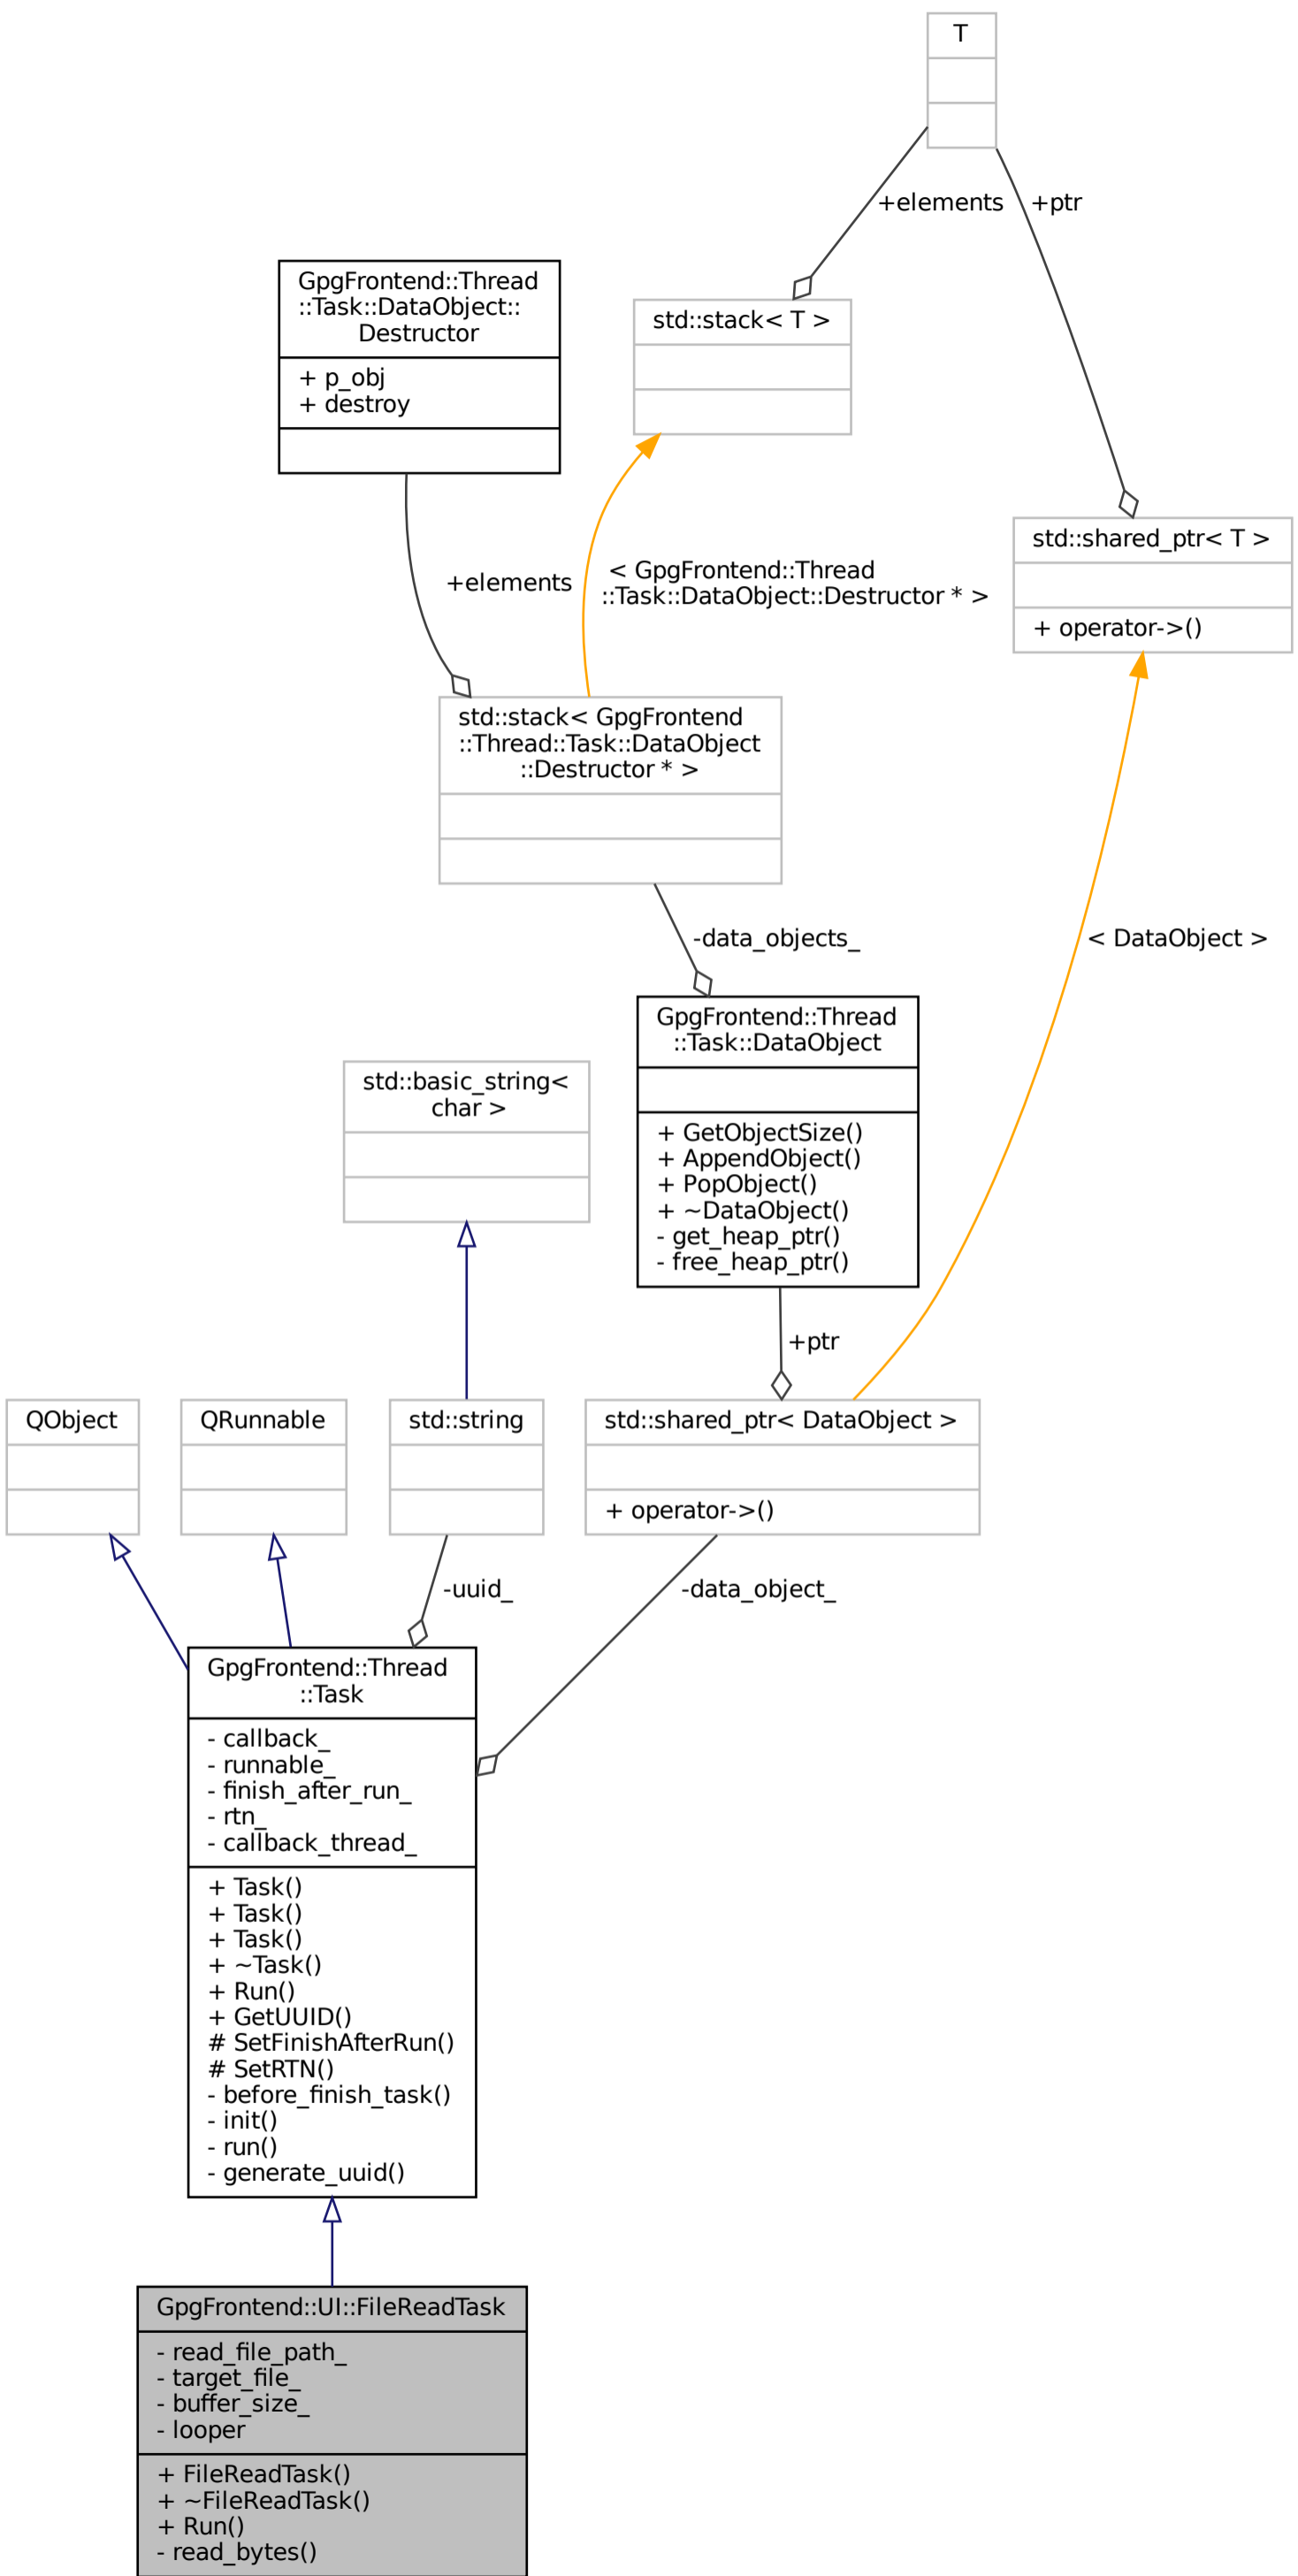 T
+elements
+ptr
GpgFrontend::Thread
::Task::DataObject::
Destructor
+ p_obj
+ destroy
std::stack< T >
std::shared_ptr< T >
+ operator->()
+elements
< GpgFrontend::Thread
::Task::DataObject::Destructor * >
std::stack< GpgFrontend
::Thread::Task::DataObject
::Destructor * >
-data_objects_
< DataObject >
GpgFrontend::Thread
::Task::DataObject
+ GetObjectSize()
+ AppendObject()
+ PopObject()
+ ~DataObject()
- get_heap_ptr()
- free_heap_ptr()
std::basic_string<
char >
+ptr
QObject
QRunnable
std::string
std::shared_ptr< DataObject >
+ operator->()
-uuid_
-data_object_
GpgFrontend::Thread
::Task
- callback_
- runnable_
- finish_after_run_
- rtn_
- callback_thread_
+ Task()
+ Task()
+ Task()
+ ~Task()
+ Run()
+ GetUUID()
# SetFinishAfterRun()
# SetRTN()
- before_finish_task()
- init()
- run()
- generate_uuid()
GpgFrontend::UI::FileReadTask
- read_file_path_
- target_file_
- buffer_size_
- looper
+ FileReadTask()
+ ~FileReadTask()
+ Run()
- read_bytes()